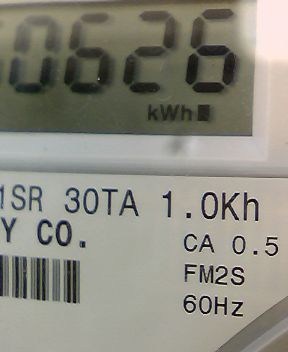 0626
kWh
1SR 30TA 1.0Kh
Y CO.
CA 0.5
FM2S
60Hz